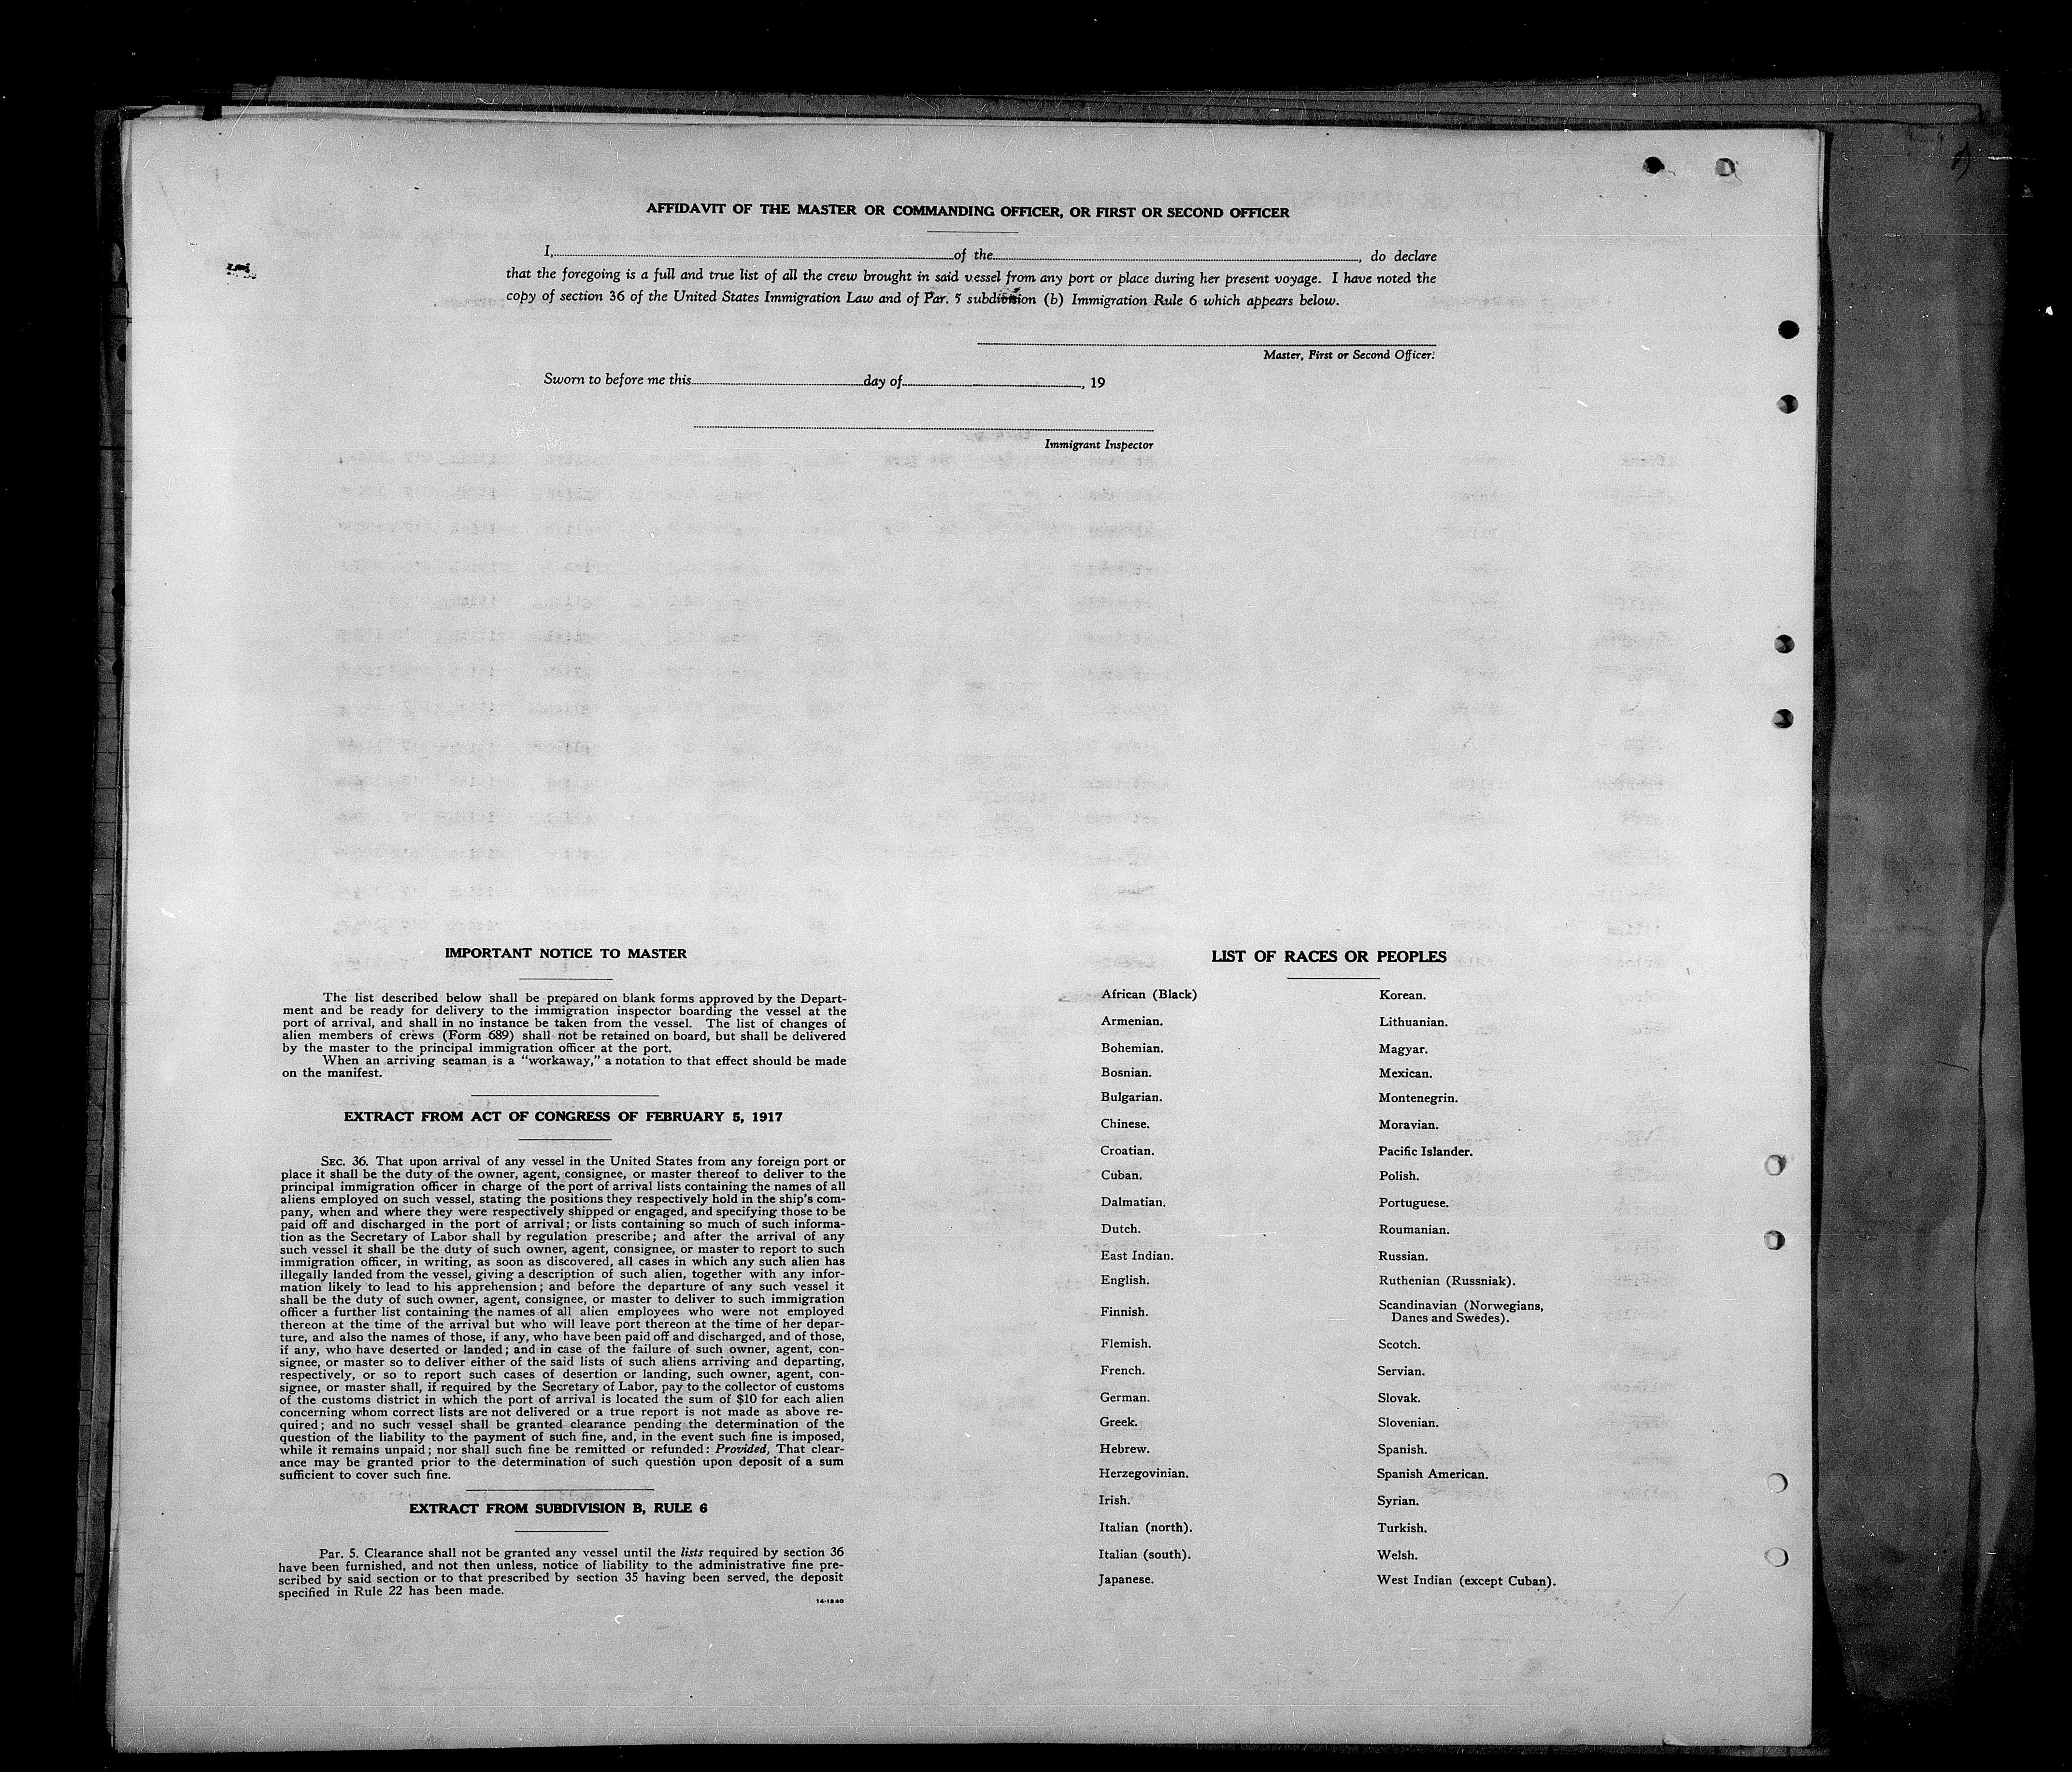 AFFIDAVIT OF THE MASTER OR COMMANDING OFFICER, OR FIRST OR SECOND OFFICER
I, of the , do declare
that the foregoing is a full and true list of all the crew brought in said vessel from any port or place during her present voyage. I have noted the
copy of section 36 of the United States Immigration Law and of Par. 5 (b) Immigration Rule 6 which appears below.
Master, First or Second Officer.
Sworn to before me this day of , 19
Immigrant Inspector
IMPORTANT NOTICE TO MASTER
The list described below shall be prepared on blank forms approved by the Depart-
ment and be ready for delivery to the immigration inspector boarding the vessel at the
port of arrival, and shall in no instance be taken from the vessel. The list of changes of
alien members of crews (Form 689) shall not be retained on board, but shall be delivered
by the master to the principal immigration officer at the port.
When an arriving seaman is a "workaway," a notation to that effect should be made
on the manifest.
EXTRACT FROM ACT OF CONGRESS OF FEBRUARY 5, 1917
SEC. 36. That upon arrival of any vessel in the United States from any foreign port or
place it shall be the duty of the owner, agent, consignee, or master thereof to deliver to the
principal immigration officer in charge of the port of arrival lists containing the names of all
aliens employed on such vessel, stating the positions they respectively hold in the ship's com-
pany, when and where they were respectively shipped or engaged, and specifying those to be
paid off and discharged in the port of arrival; or lists containing so much of such informa-
tion as the Secretary of Labor shall by regulation prescribe; and after the arrival of any
such vessel it shall be the duty of such owner, agent, consignee, or master to report to such
immigration officer, in writing, as soon as discovered, all cases in which any such alien has
illegally landed from the vessel, giving a description of such alien, together with any infor-
mation likely to lead to his apprehension; and before the departure of any such vessel it
shall be the duty of such owner, agent, consignee, or master to deliver to such immigration
officer a further list containing the names of all alien employees who were not employed
thereon at the time of the arrival but who will leave port thereon at the time of her depar-
ture, and also the names of those, if any, who have been paid off and discharged, and of those,
if any, who have deserted or landed; and in case of the failure of such owner, agent, con-
signee, or master so to deliver either of the said lists of such aliens arriving and departing,
respectively, or so to report such cases of desertion or landing, such owner, agent, con-
signee, or master shall, if required by the Secretary of Labor, pay to the collector of customs
of the customs district in which the port of arrival is located the sum of $10 for each alien
concerning whom correct lists are not delivered or a true report is not made as above re-
quired; and no such vessel shall be granted clearance pending the determination of the
question of the liability to the payment of such fine, and, in the event such fine is imposed,
while it remains unpaid; nor shall such fine be remitted or refunded: Provided, That clear-
ance may be granted prior to the determination of such question upon deposit of a sum
sufficient to cover such fine.
EXTRACT FROM SUBDIVISION B, RULE 6
Par. 5. Clearance shall not be granted any vessel until the lists required by section 36
have been furnished, and not then unless, notice of liability to the administrative fine pre-
scribed by said section or to that prescribed by section 35 having been served, the deposit
specified in Rule 22 has been made.
14-1240
LIST OF RACES OR PEOPLES
African (Black)
Armenian.
Bohemian.
Bosnian.
Bulgarian.
Chinese.
Croatian.
Cuban.
Dalmatian.
Dutch.
East Indian.
English.
Finnish.
Flemish.
French.
German.
Greek.
Hebrew.
Herzegovinian.
Irish.
Italian (north).
Italian (south).
Japanese.
Korean.
Lithuanian.
Magyar.
Mexican.
Montenegrin.
Moravian.
Pacific Islander.
Polish.
Portuguese.
Roumanian.
Russian.
Ruthenian (Russniak).
Scandinavian (Norwegians,
Danes and Swedes).
Scotch.
Servian.
Slovak.
Slovenian.
Spanish.
Spanish American.
Syrian.
Turkish.
Welsh.
West Indian (except Cuban).